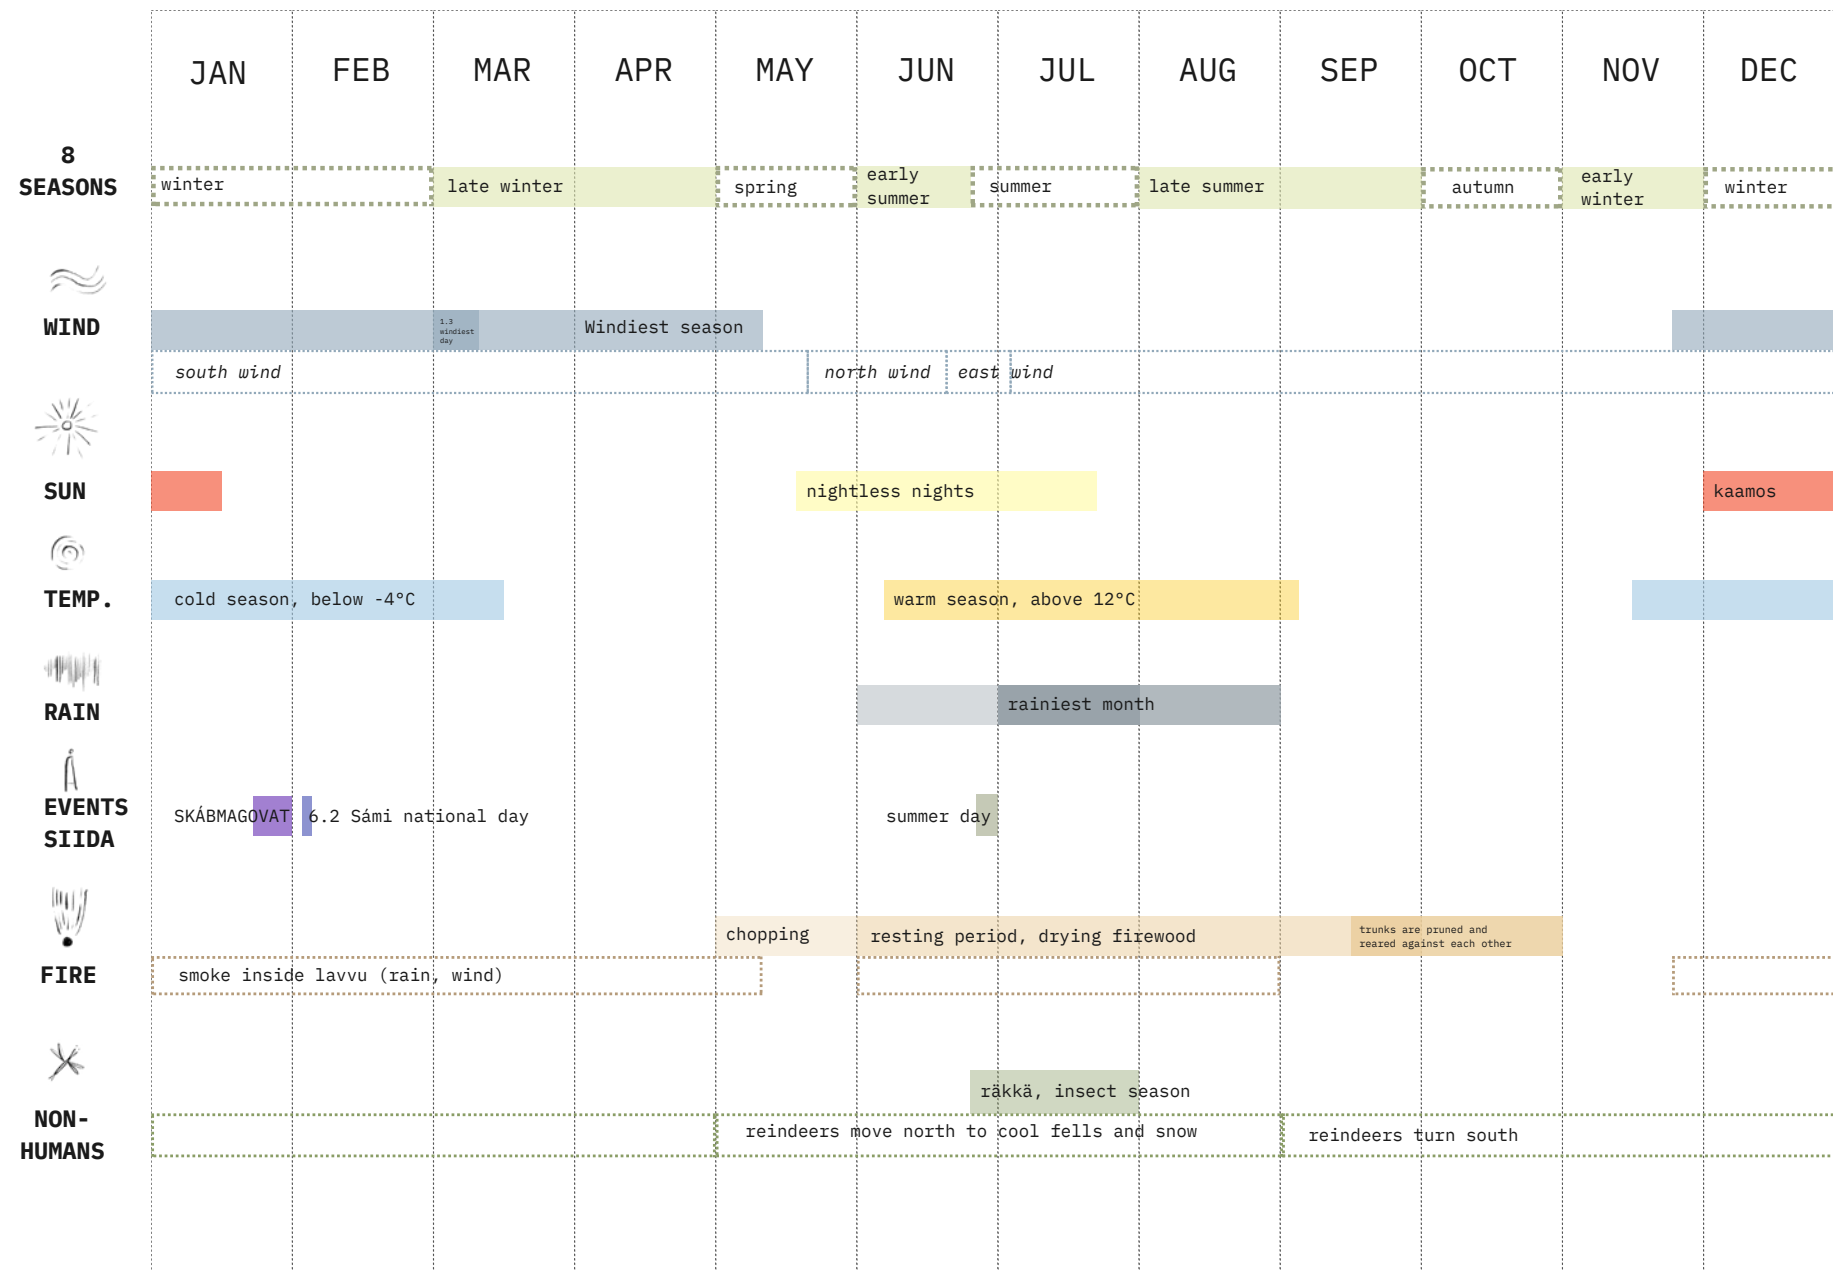 JAN FEB MAR APR MAY JUN JUL AUG SEP OCT NOV DEC
8
SEASONS
winter
late winter
spring
early
summer
summer
late summer
autumn
early
winter
winter
WIND
1.3
windiest
day
Windiest season
south wind
north wind
east wind
SUN
nightless nights
kaamos
TEMP.
cold season, below -4°C
warm season, above 12°C
RAIN
rainiest month
EVENTS
SIIDA
SKÁBMAGOVAT
6.2 Sámi national day
summer day
FIRE
chopping
resting period, drying firewood
trunks are pruned and
reared against each other
smoke inside lavvu (rain, wind)
NON-
HUMANS
räkkä, insect season
reindeers move north to cool fells and snow
reindeers turn south